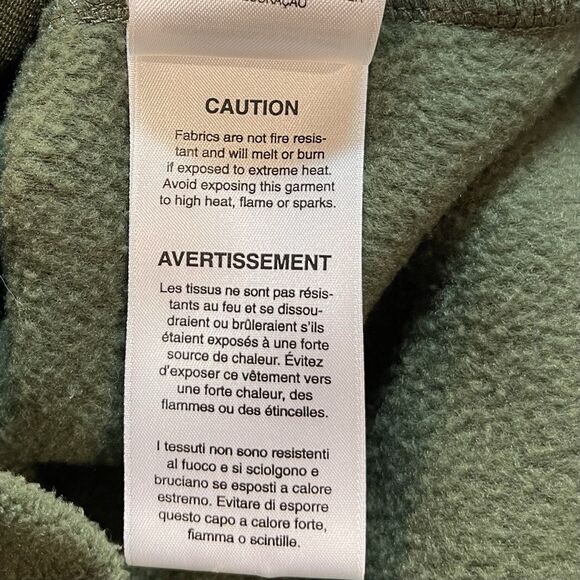 CAUTION
Fabrics are not fire resis-
tant and will melt or burn
if exposed to extreme heat.
Avoid exposing this garment
to high heat, flame or sparks.
AVERTISSEMENT
Les tissus ne sont pas résis-
tants au feu et se dissou-
draient ou brûleraient s'ils
étaient exposés à une forte
source de chaleur. Évitez
d'exposer ce vêtement vers
une forte chaleur, des
flammes ou des étincelles.
I tessuti non sono resistenti
al fuoco e si sciolgono e
bruciano se esposti a calore
estremo. Evitare di esporre
questo capo a calore forte,
fiamma o scintille.